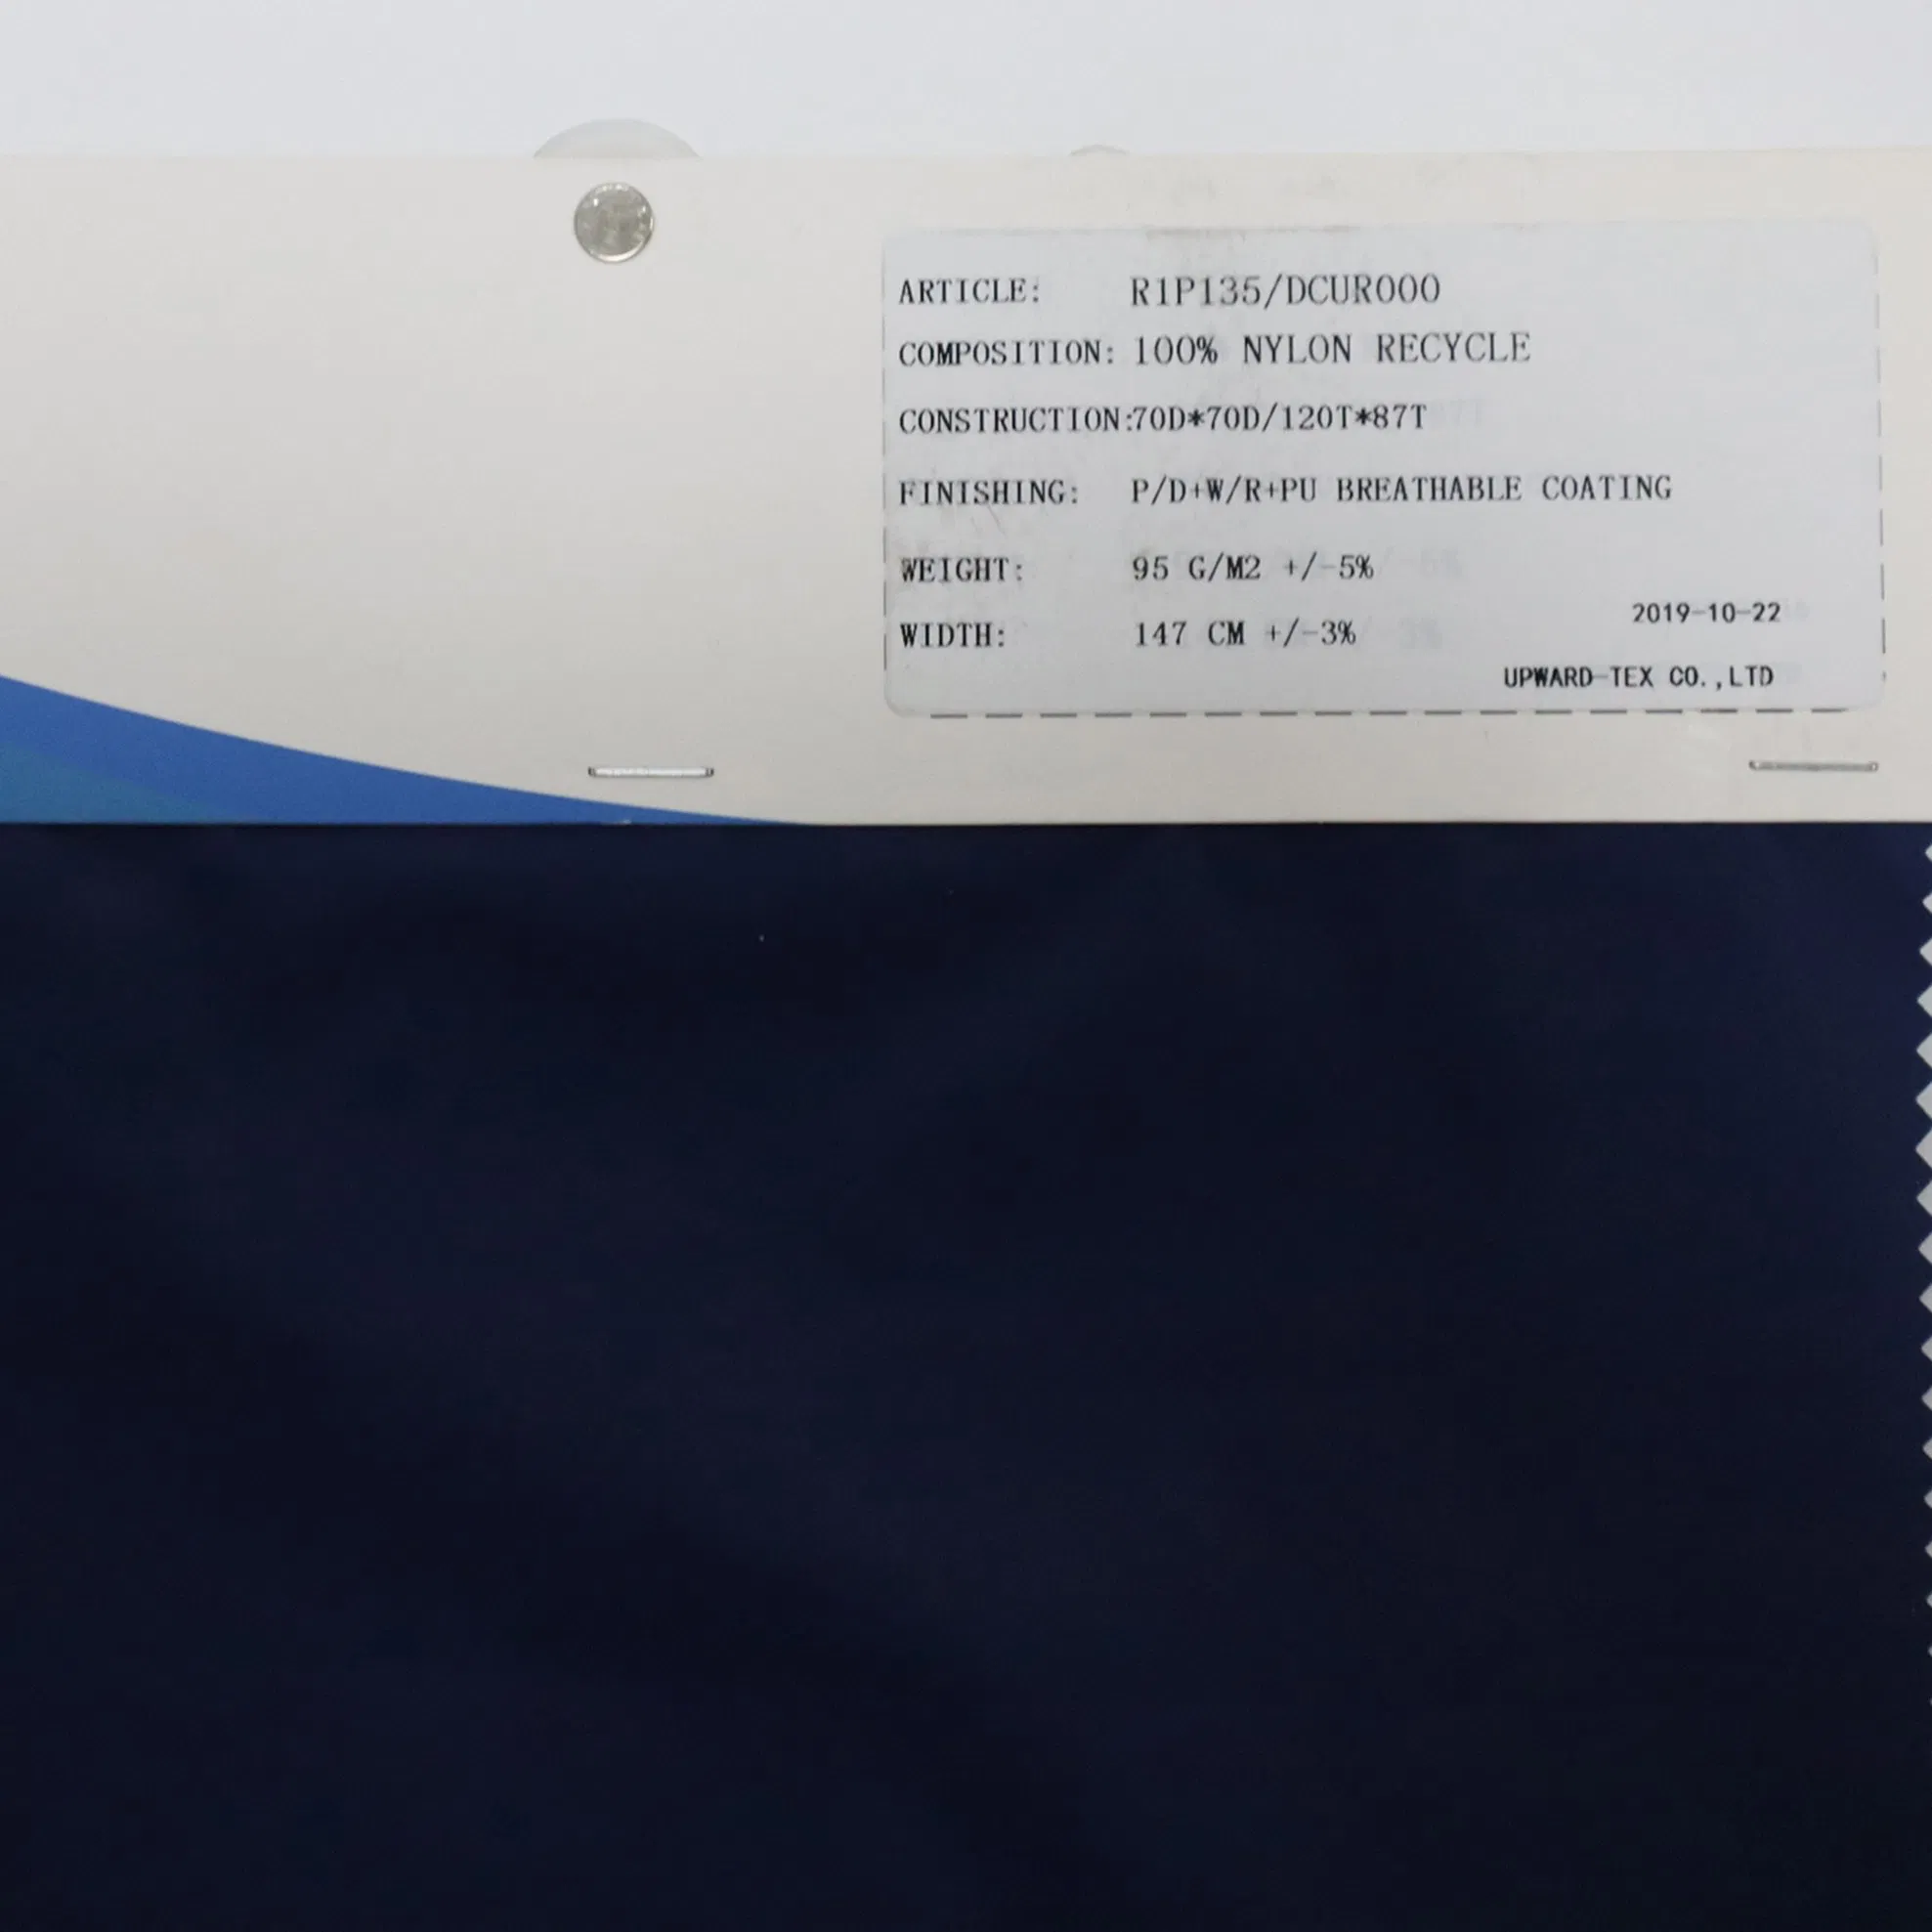 ARTICLE: R1P135/DCUR000
COMPOSITION: 100% NYLON RECYCLE
CONSTRUCTION:70D*70D/120T*87T
FINISHING: P/D+W/R+PU BREATHABLE COATING
WEIGHT: 95 G/M2 +/-5%
2019-10-22
WIDTH: 147 CM +/-3%
UPWARD-TEX CO.,LTD